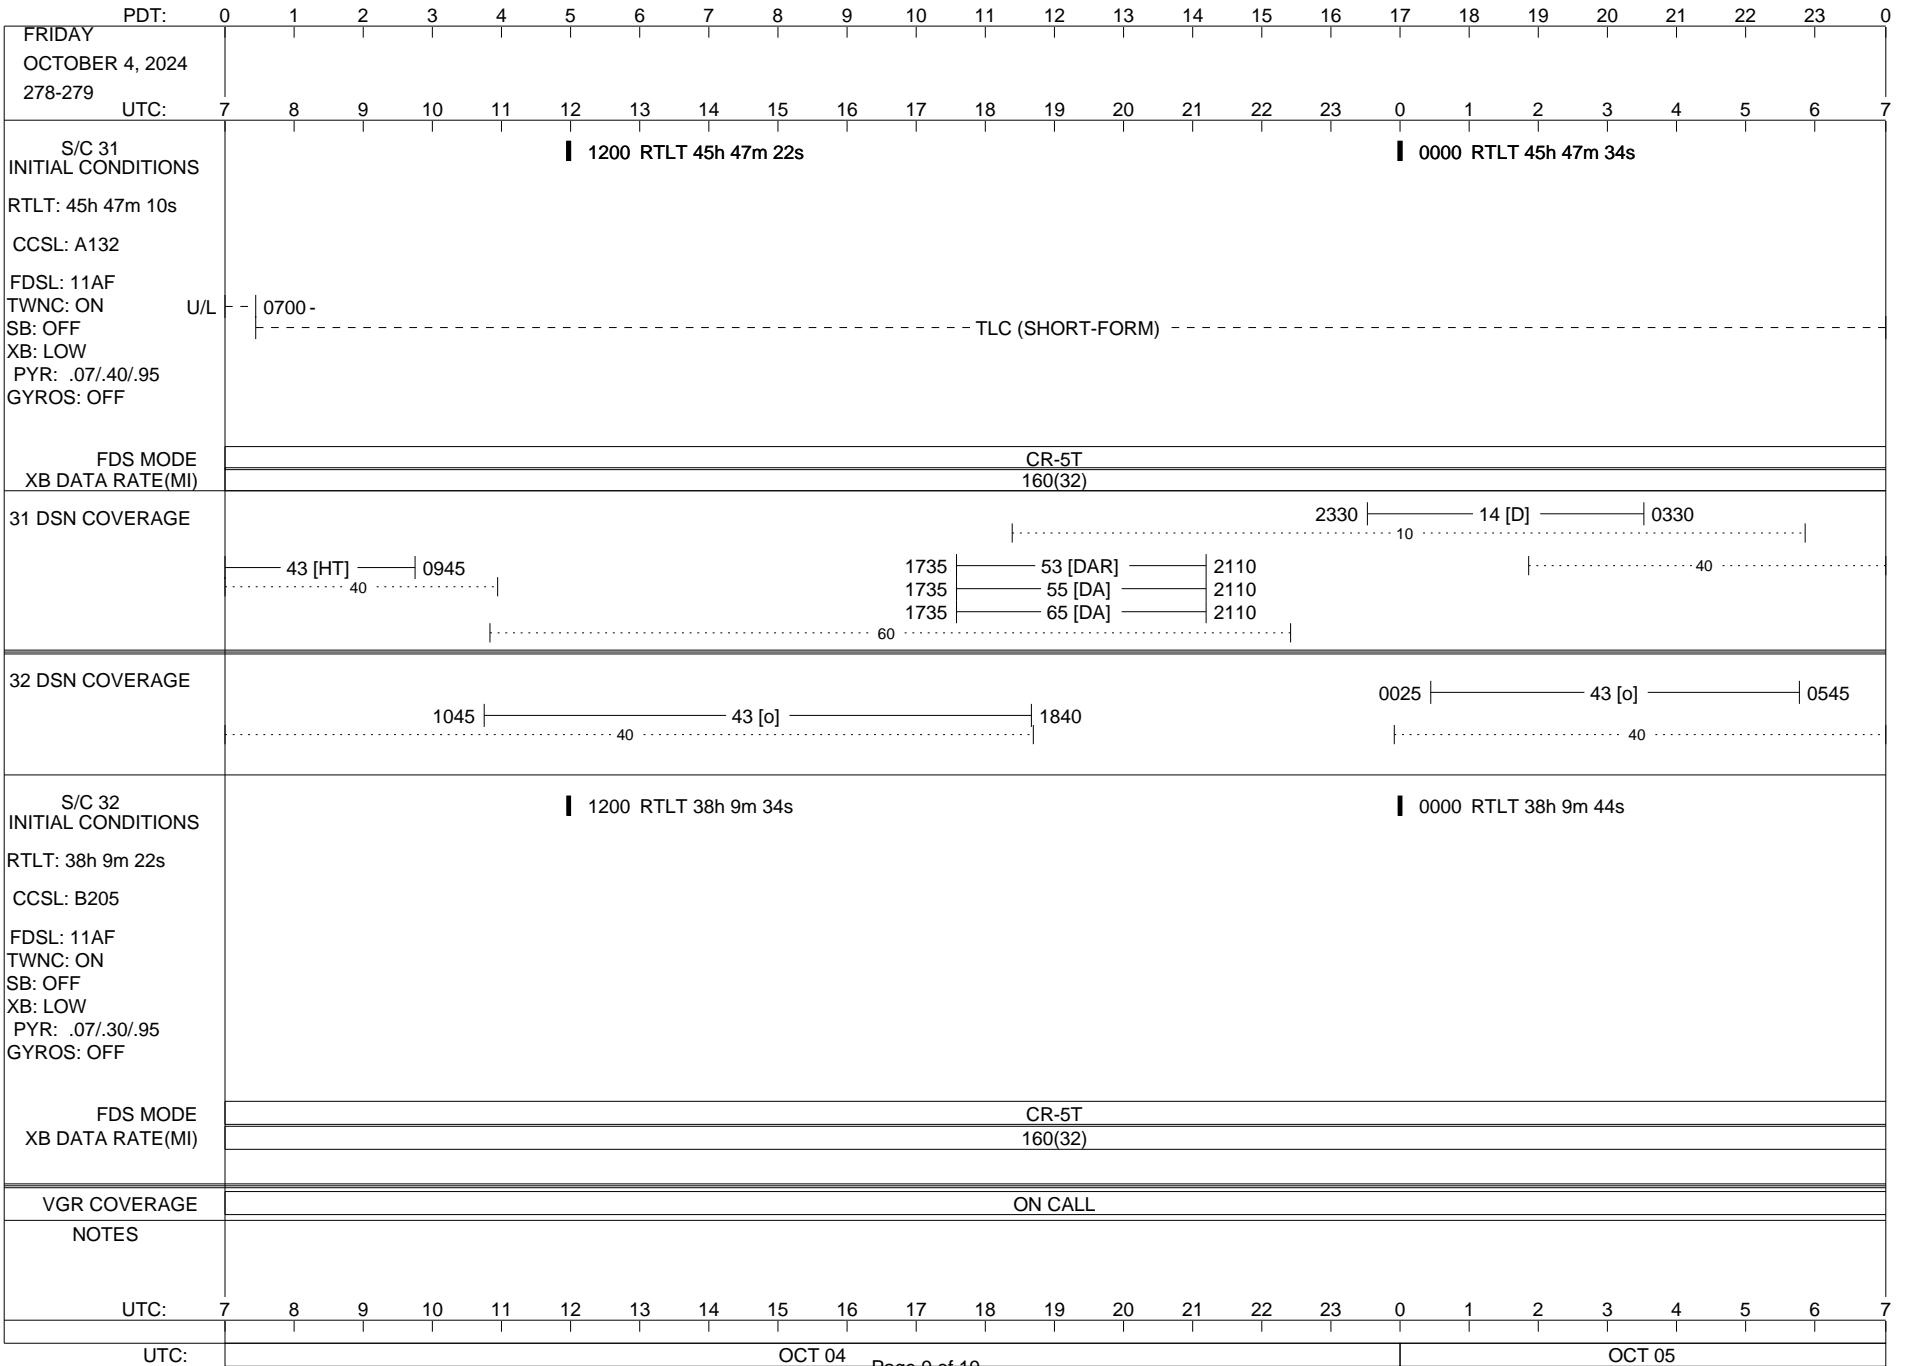 PDT: 0 1 2 3 4 5 6 7 8 9 10 11 12 13 14 15 16 17 18 19 20 21 22 23 0
FRIDAY
OCTOBER 4, 2024
278-279
UTC: 7 8 9 10 11 12 13 14 15 16 17 18 19 20 21 22 23 0 1 2 3 4 5 6 7
S/C 31
INITIAL CONDITIONS
1200 RTLT 45h 47m 22s
0000 RTLT 45h 47m 34s
RTLT: 45h 47m 10s
CCSL: A132
FDSL: 11AF
TWNC: ON
U/L 0700 -
SB: OFF
TLC (SHORT-FORM)
XB: LOW
PYR: .07/.40/.95
GYROS: OFF
FDS MODE CR-5T
XB DATA RATE(MI) 160(32)
31 DSN COVERAGE
2330 14 [D] 0330
10
43 [HT] 0945
1735 53 [DAR] 2110
40
40
1735 55 [DA] 2110
1735 65 [DA] 2110
60
32 DSN COVERAGE
0025 43 [o] 0545
1045 43 [o] 1840
40
40
S/C 32
INITIAL CONDITIONS
1200 RTLT 38h 9m 34s
0000 RTLT 38h 9m 44s
RTLT: 38h 9m 22s
CCSL: B205
FDSL: 11AF
TWNC: ON
SB: OFF
XB: LOW
PYR: .07/.30/.95
GYROS: OFF
FDS MODE CR-5T
XB DATA RATE(MI) 160(32)
VGR COVERAGE ON CALL
NOTES
UTC: 7 8 9 10 11 12 13 14 15 16 17 18 19 20 21 22 23 0 1 2 3 4 5 6 7
UTC: OCT 04 OCT 05